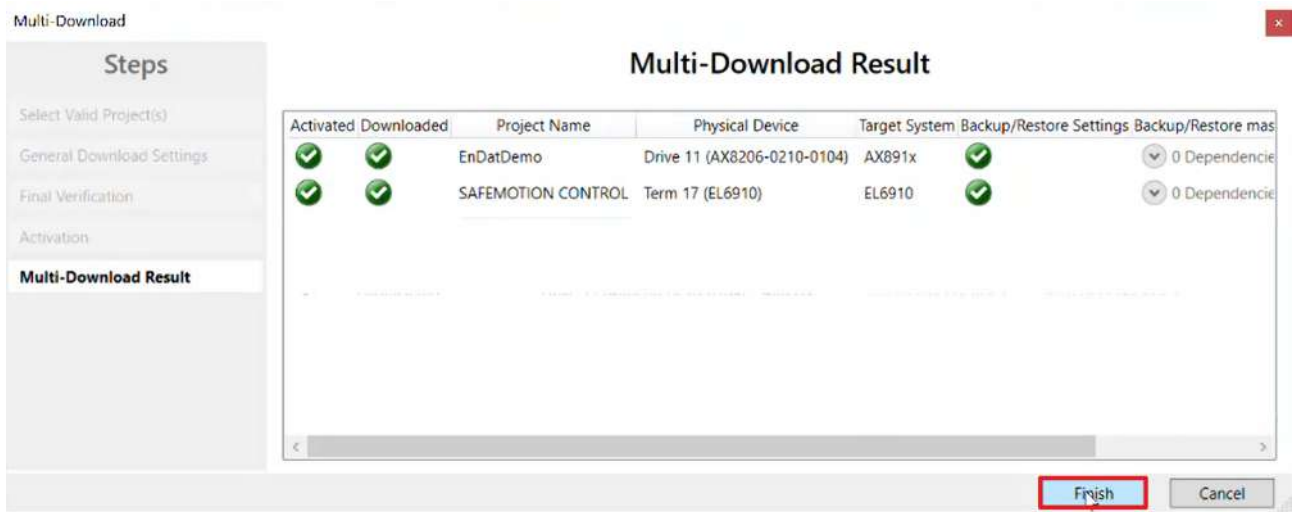 Multi-Download
Steps
Select Valid Project(s)
General Download Settings
Final Verification
Activation
Multi-Download Result
Multi-Download Result
Activated Downloaded Project Name Physical Device Target System Backup/Restore Settings Backup/Restore mas
EnDatDemo Drive 11 (AX8206-0210-0104) AX891x 0 Dependencie
SAFEMOTION CONTROL Term 17 (EL6910) EL6910 0 Dependencie
Finish Cancel